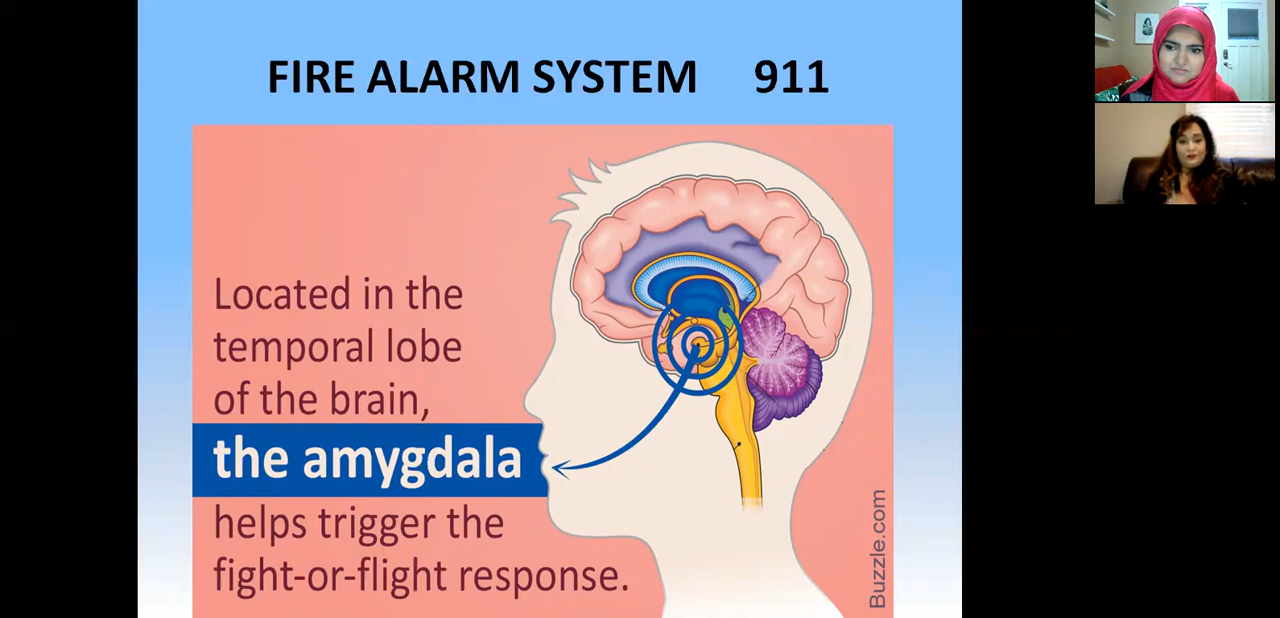 FIRE ALARM SYSTEM 911
Located in the
temporal lobe
of the brain,
the amygdala
helps trigger the
fight-or-flight response.
Buzzle.com